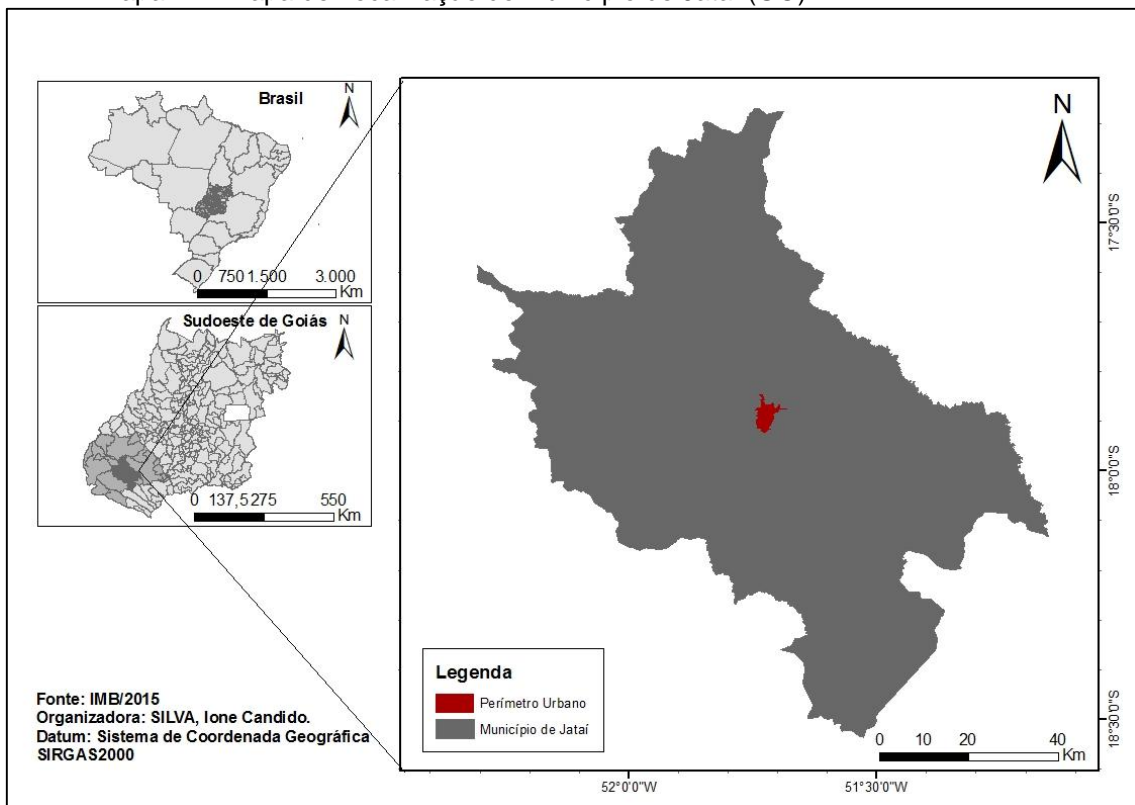 Brasil
N
0 750 1.500 3.000
Km
Sudoeste de Goiás
N
0 137,5 275 550
Km
Fonte: IMB/2015
Organizadora: SILVA, Ione Candido.
Datum: Sistema de Coordenada Geográfica
SIRGAS2000
N
17°30'0"S
18°0'0"S
18°30'0"S
Legenda
Perímetro Urbano
Município de Jataí
0 10 20 40
Km
52°0'0"W
51°30'0"W